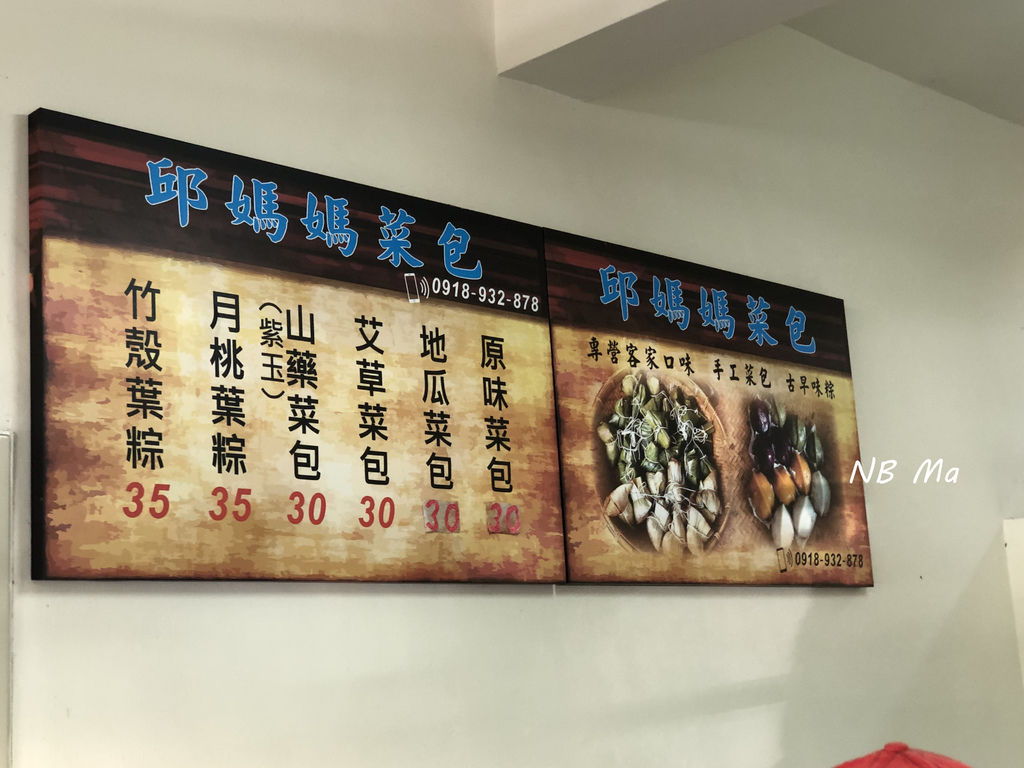 邱媽媽菜包
0918-932-878
原味菜包 30
地瓜菜包 30
艾草菜包 30
山藥菜包 30
（紫玉）
月桃葉粽 35
竹殼葉粽 35
邱媽媽菜包
專營客家口味 手工菜包 古早味粽
0918-932-878
NB Ma